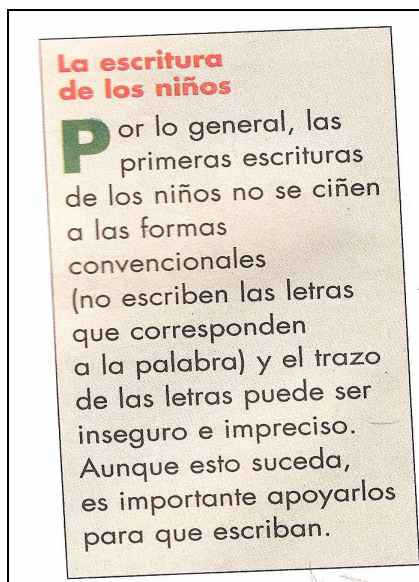 La escritura
de los niños
Por lo general, las
primeras escrituras
de los niños no se ciñen
a las formas
convencionales
(no escriben las letras
que corresponden
a la palabra) y el trazo
de las letras puede ser
inseguro e impreciso.
Aunque esto suceda,
es importante apoyarlos
para que escriban.